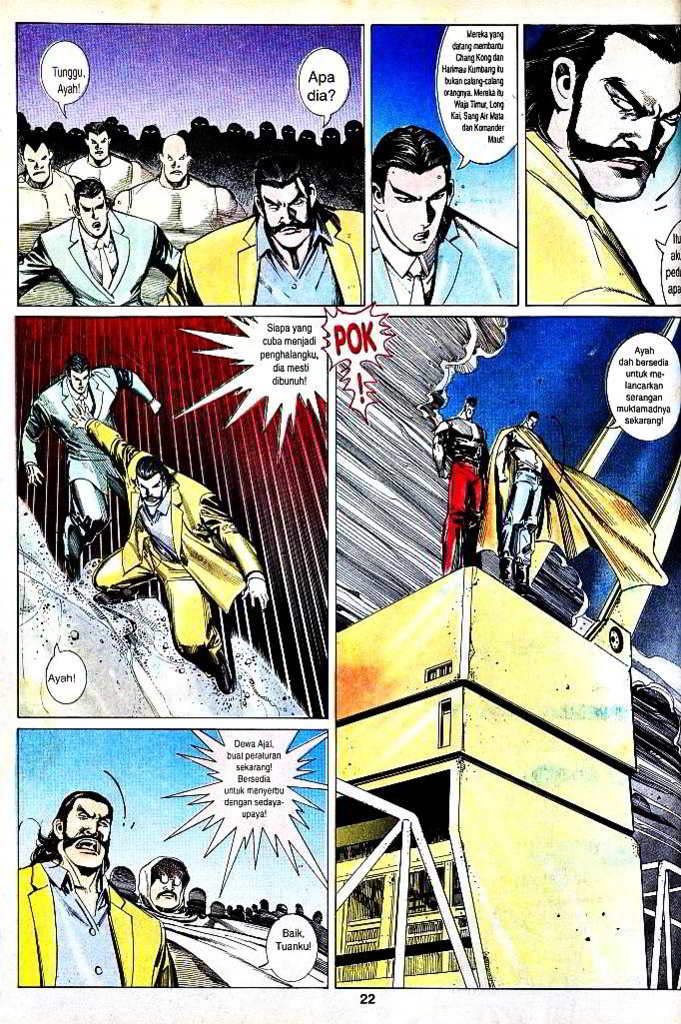 Tunggu,
Ayah!
Apa
dia?
Mereka yang
datang membantu
Chang Kong dan
Harimau Kumbang itu
bukan calang-calang
orangnya. Mereka itu
Waja Timur, Long
Kai, Sang Air Mata
dan Komander
Maut!
Itu
Siapa yang
cuba menjadi
penghalangku,
dia mesti
dibunuh!
Ayah!
POK
!
Ayah
dah bersedia
untuk me-
lancarkan
serangan
muktamadnya
sekarang!
Dewa Ajal,
buat peraturan
sekarang!
Bersedia
untuk menyerbu
dengan sedaya-
upaya!
Baik,
Tuanku!
22